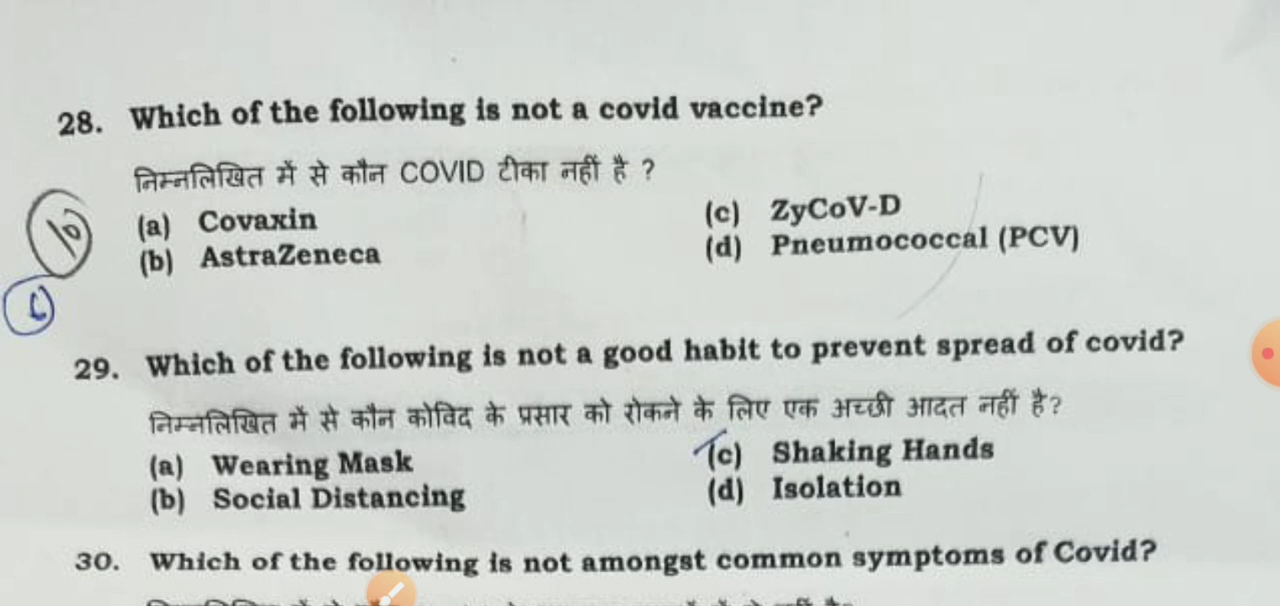 28. Which of the following is not a covid vaccine?
निम्नलिखित में से कौन COVID टीका नहीं है ?
(a) Covaxin
(b) AstraZeneca
(c) ZyCoV-D
(d) Pneumococcal (PCV)
29. Which of the following is not a good habit to prevent spread of covid?
निम्नलिखित में से कौन कोविद के प्रसार को रोकने के लिए एक अच्छी आदत नहीं है?
(a) Wearing Mask
(b) Social Distancing
(c) Shaking Hands
(d) Isolation
30. Which of the following is not amongst common symptoms of Covid?